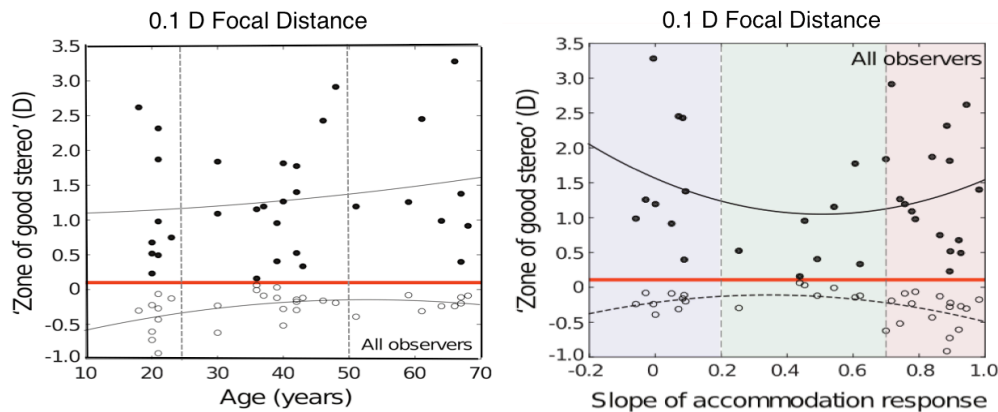 0.1 D Focal Distance
'Zone of good stereo' (D)
3.5
3.0
2.5
2.0
1.5
1.0
0.5
0
-0.5
-1.0
All observers
10 20 30 40 50 60 70
Age (years)
0.1 D Focal Distance
'Zone of good stereo' (D)
3.5
3.0
2.5
2.0
1.5
1.0
0.5
0
-0.5
-1.0
All observers
-0.2 0 0.2 0.4 0.6 0.8 1.0
Slope of accommodation response